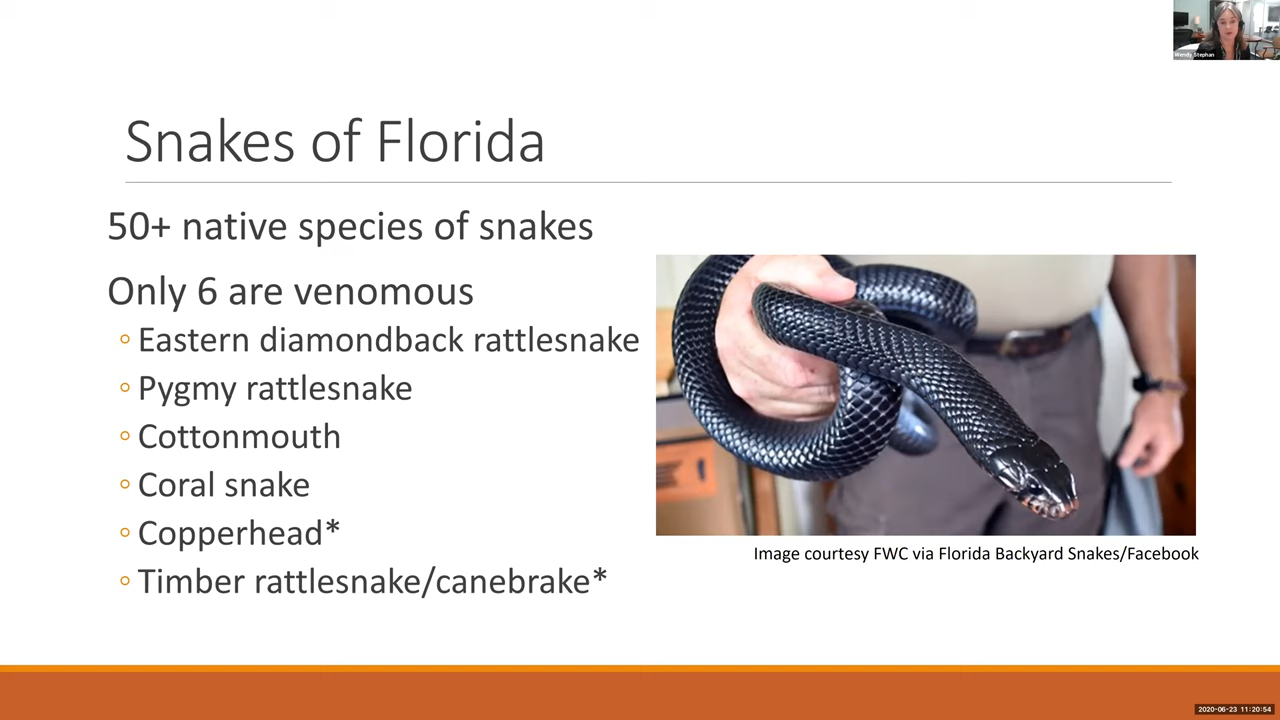 Wendy Stephan
Snakes of Florida
50+ native species of snakes
Only 6 are venomous
◦ Eastern diamondback rattlesnake
◦ Pygmy rattlesnake
◦ Cottonmouth
◦ Coral snake
◦ Copperhead*
◦ Timber rattlesnake/canebrake*
Image courtesy FWC via Florida Backyard Snakes/Facebook
2020-06-23 11:20:54